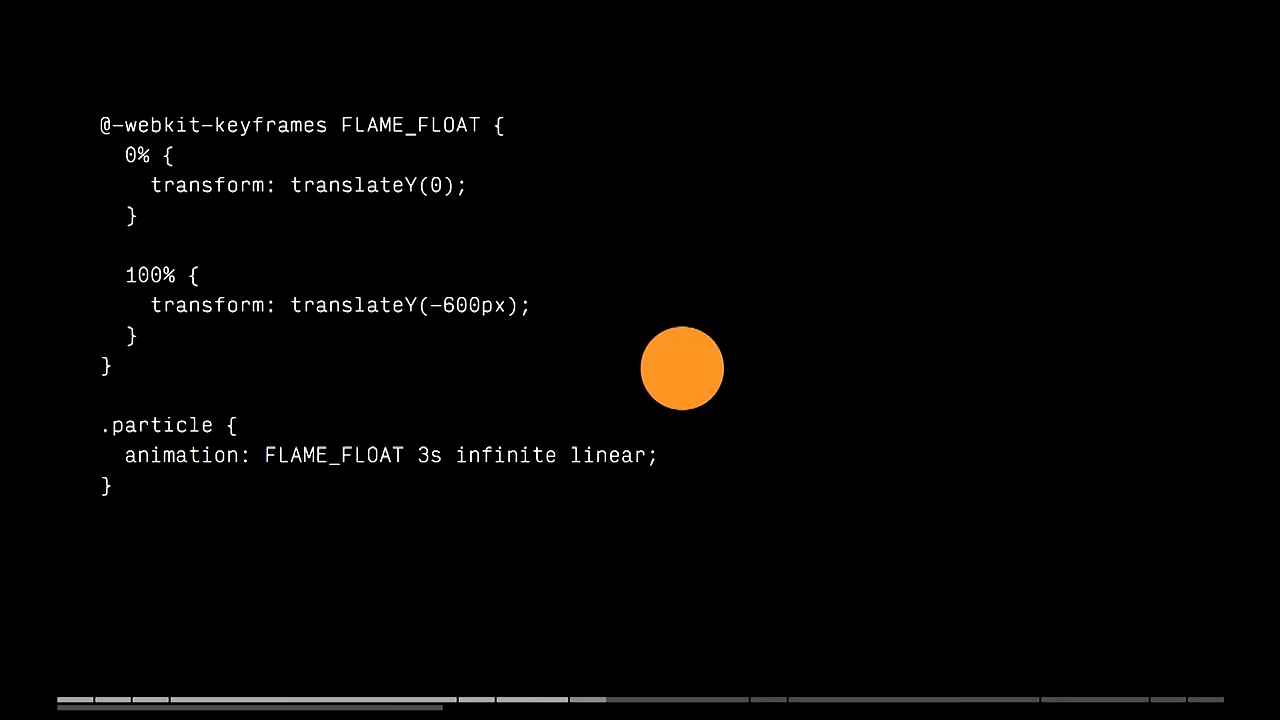 @-webkit-keyframes FLAME_FLOAT {
  0% {
    transform: translateY(0);
  }

  100% {
    transform: translateY(-600px);
  }
}

.particle {
  animation: FLAME_FLOAT 3s infinite linear;
}